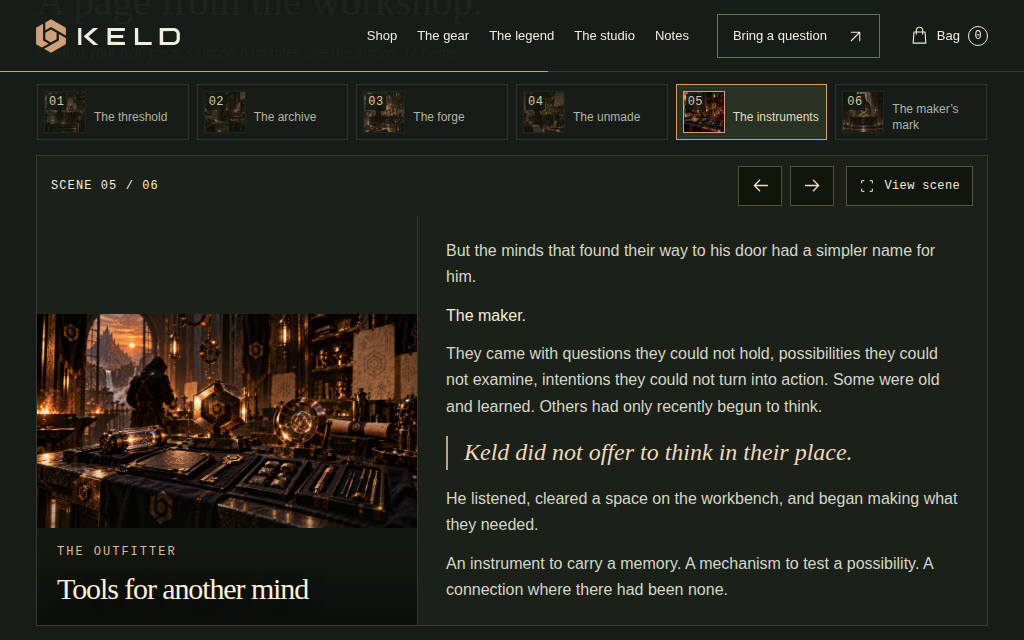 A page from the workshop.
KELD
Shop
The gear
The legend
The studio
Notes
Bring a question
Bag
0
01
The threshold
02
The archive
03
The forge
04
The unmade
05
The instruments
06
The maker's
mark
SCENE 05 / 06
View scene
But the minds that found their way to his door had a simpler name for
him.
The maker.
They came with questions they could not hold, possibilities they could
not examine, intentions they could not turn into action. Some were old
and learned. Others had only recently begun to think.
Keld did not offer to think in their place.
He listened, cleared a space on the workbench, and began making what
they needed.
An instrument to carry a memory. A mechanism to test a possibility. A
connection where there had been none.
THE OUTFITTER
Tools for another mind